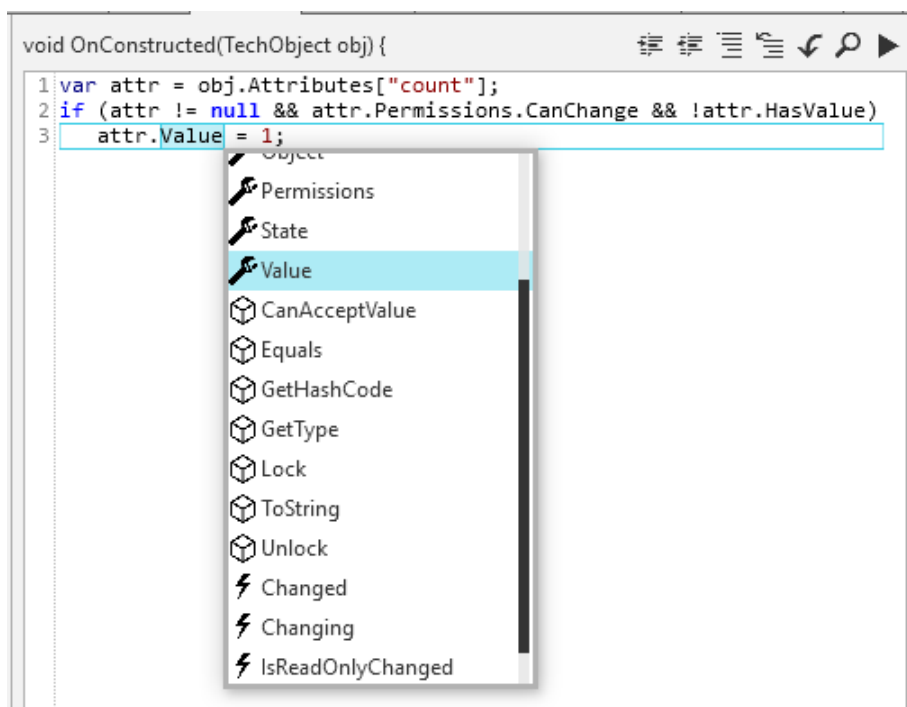 void OnConstructed(TechObject obj) {
1 var attr = obj.Attributes["count"];
2 if (attr != null && attr.Permissions.CanChange && !attr.HasValue)
3 attr.Value = 1;
Object
Permissions
State
Value
CanAcceptValue
Equals
GetHashCode
GetType
Lock
ToString
Unlock
Changed
Changing
IsReadOnlyChanged